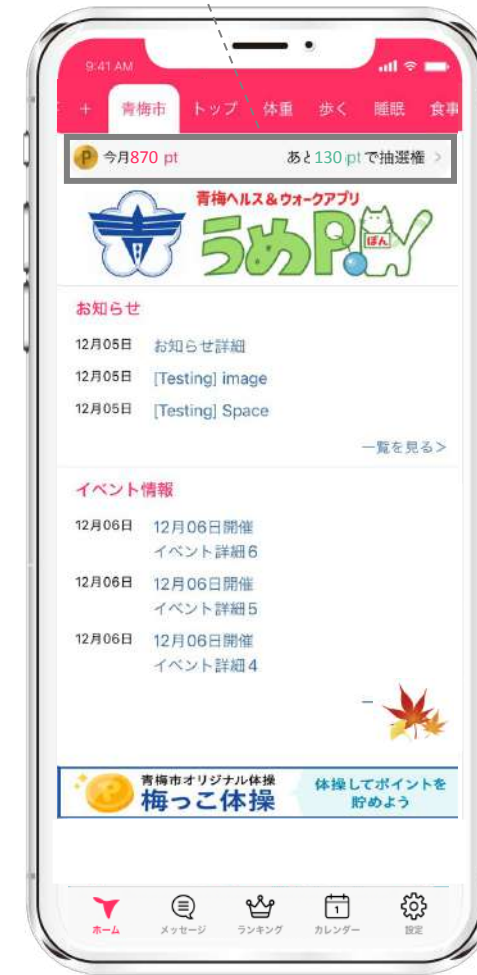 9:41 AM
+ 青梅市 トップ 体重 歩く 睡眠 食事
P 今月870 pt あと130 pt で抽選権 >
青梅ヘルス&ウォークアプリ
うめP
ぽん
お知らせ
12月05日 お知らせ詳細
12月05日 [Testing] image
12月05日 [Testing] Space
一覧を見る>
イベント情報
12月06日 12月06日開催
イベント詳細6
12月06日 12月06日開催
イベント詳細5
12月06日 12月06日開催
イベント詳細4
青梅市オリジナル体操
梅っこ体操
体操してポイントを
貯めよう
1
ホーム メッセージ ランキング カレンダー 設定